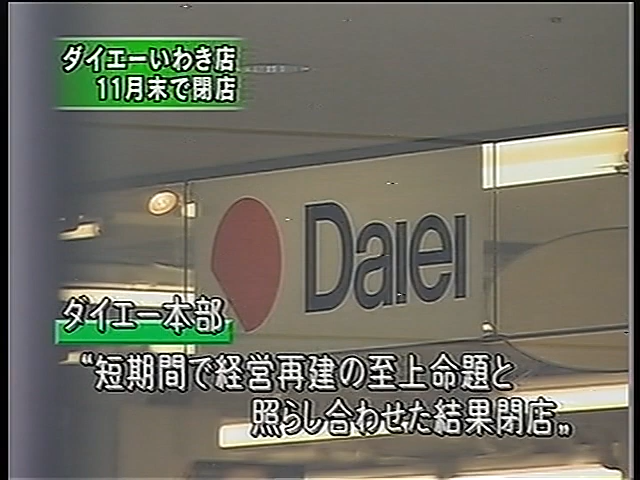 ダイエーいわき店
11月末で閉店
Daiei
ダイエー本部
“短期間で経営再建の至上命題と
照らし合わせた結果閉店„